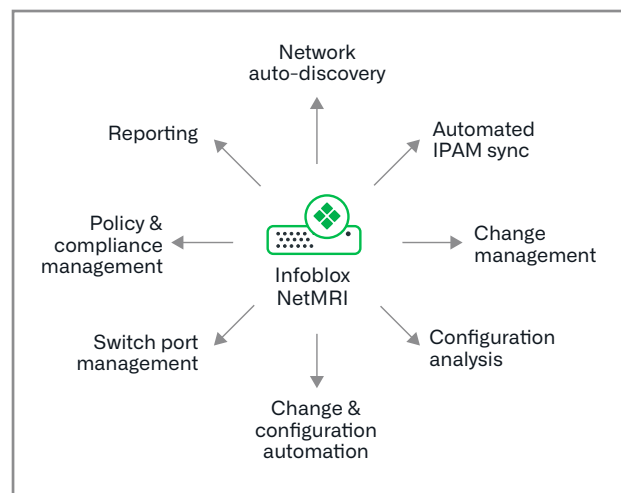 Network
auto-discovery
Reporting
Automated
IPAM sync
Policy &
compliance
management
Infoblox
NetMRI
Change
management
Switch port
management
Configuration
analysis
Change &
configuration
automation